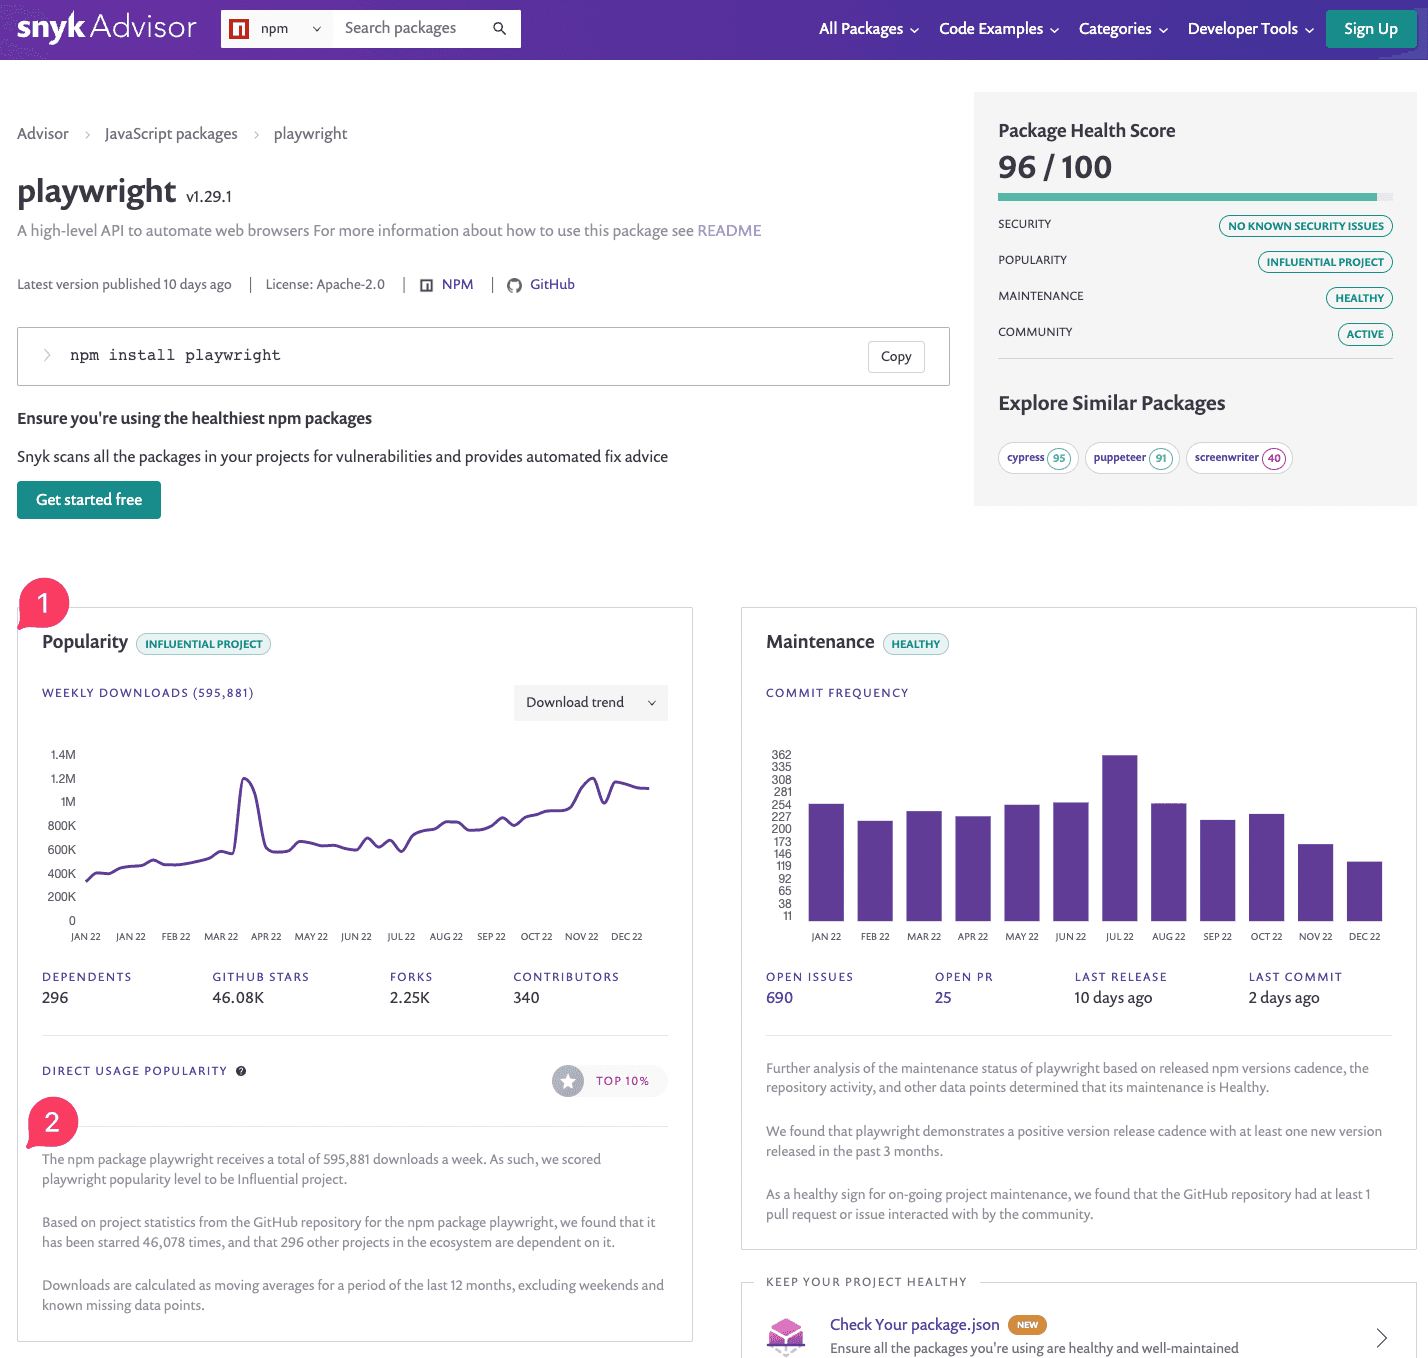 snyk Advisor
npm
Search packages
All Packages
Code Examples
Categories
Developer Tools
Sign Up
Advisor
JavaScript packages
playwright
playwright v1.29.1
A high-level API to automate web browsers For more information about how to use this package see README
Latest version published 10 days ago
License: Apache-2.0
NPM
GitHub
npm install playwright
Copy
Ensure you're using the healthiest npm packages
Snyk scans all the packages in your projects for vulnerabilities and provides automated fix advice
Get started free
Package Health Score
96 / 100
SECURITY
NO KNOWN SECURITY ISSUES
POPULARITY
INFLUENTIAL PROJECT
MAINTENANCE
HEALTHY
COMMUNITY
ACTIVE
Explore Similar Packages
cypress 95
puppeteer 91
screenwriter 40
1
Popularity INFLUENTIAL PROJECT
WEEKLY DOWNLOADS (595,881)
Download trend
1.4M
1.2M
1M
800K
600K
400K
200K
0
JAN 22 JAN 22 FEB 22 MAR 22 APR 22 MAY 22 JUN 22 JUL 22 AUG 22 SEP 22 OCT 22 NOV 22 DEC 22
DEPENDENTS GITHUB STARS FORKS CONTRIBUTORS
296 46.08K 2.25K 340
DIRECT USAGE POPULARITY ?
TOP 10%
2
The npm package playwright receives a total of 595,881 downloads a week. As such, we scored
playwright popularity level to be Influential project.
Based on project statistics from the GitHub repository for the npm package playwright, we found that it
has been starred 46,078 times, and that 296 other projects in the ecosystem are dependent on it.
Downloads are calculated as moving averages for a period of the last 12 months, excluding weekends and
known missing data points.
Maintenance HEALTHY
COMMIT FREQUENCY
362
335
308
281
254
227
200
173
146
119
92
65
38
11
JAN 22 FEB 22 MAR 22 APR 22 MAY 22 JUN 22 JUL 22 AUG 22 SEP 22 OCT 22 NOV 22 DEC 22
OPEN ISSUES OPEN PR LAST RELEASE LAST COMMIT
690 25 10 days ago 2 days ago
Further analysis of the maintenance status of playwright based on released npm versions cadence, the
repository activity, and other data points determined that its maintenance is Healthy.
We found that playwright demonstrates a positive version release cadence with at least one new version
released in the past 3 months.
As a healthy sign for on-going project maintenance, we found that the GitHub repository had at least 1
pull request or issue interacted with by the community.
KEEP YOUR PROJECT HEALTHY
Check Your package.json NEW
Ensure all the packages you're using are healthy and well-maintained